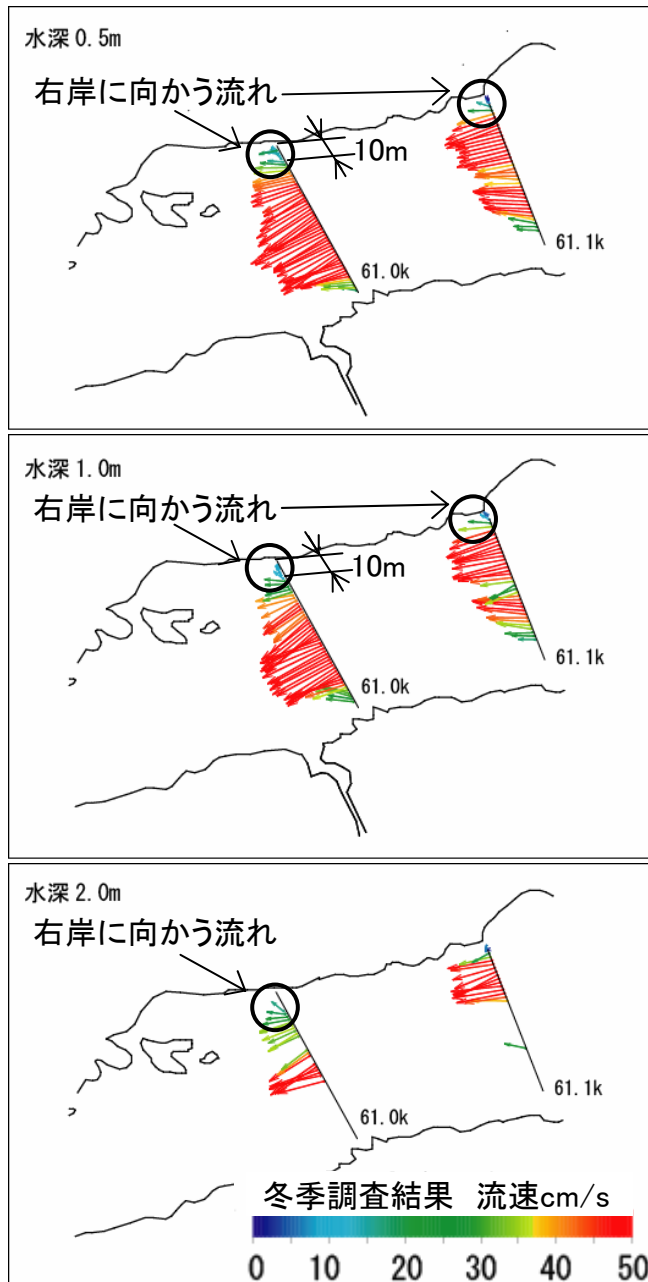 水深 0.5m
右岸に向かう流れ
10m
61.0k
61.1k
水深 1.0m
右岸に向かう流れ
10m
61.0k
61.1k
水深 2.0m
右岸に向かう流れ
61.0k
61.1k
冬季調査結果 流速cm/s
0 10 20 30 40 50